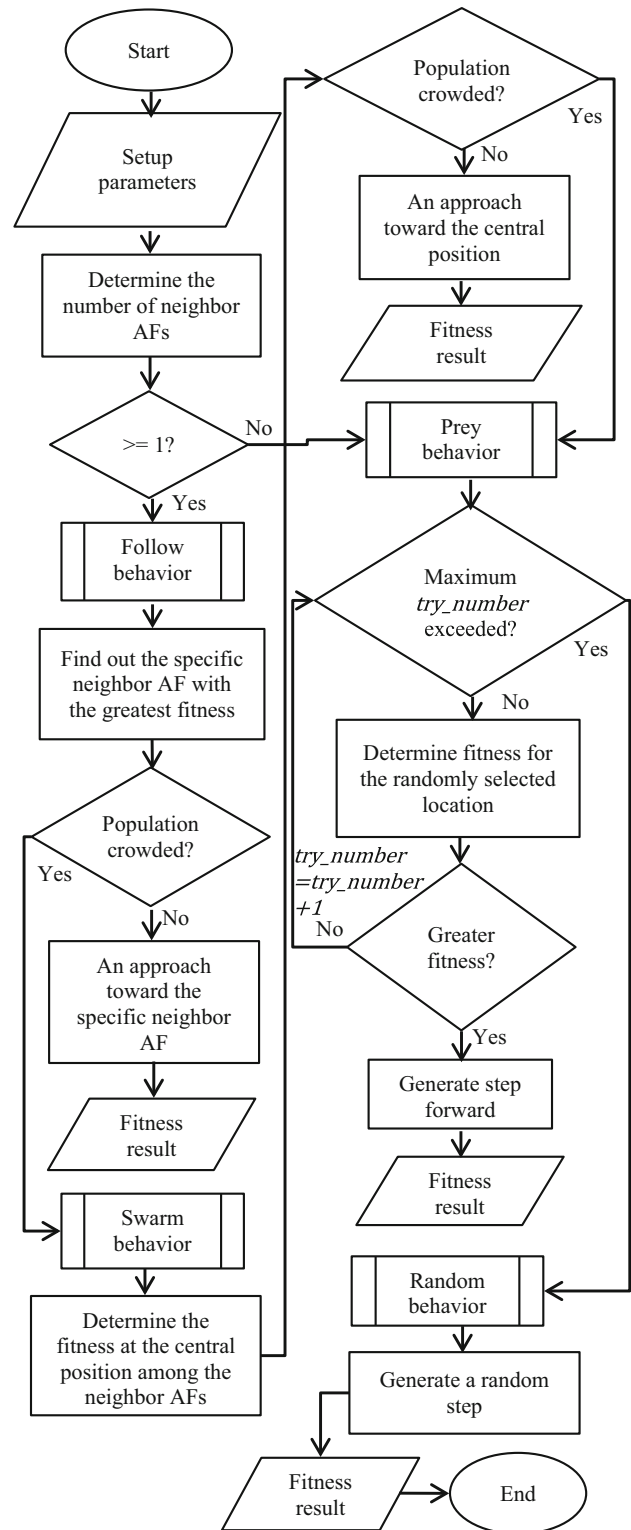 Start
Setup
parameters
Determine the
number of neighbor
AFs
>= 1?
No
Yes
Follow
behavior
Find out the specific
neighbor AF with
the greatest fitness
Population
crowded?
Yes
No
An approach
toward the
specific neighbor
AF
Fitness
result
Swarm
behavior
Determine the
fitness at the central
position among the
neighbor AFs
Population
crowded?
Yes
No
An approach
toward the central
position
Fitness
result
Prey
behavior
Maximum
try_number
exceeded?
Yes
No
Determine fitness for
the randomly selected
location
try_number
=try_number
+1
No
Greater
fitness?
Yes
Generate step
forward
Fitness
result
Random
behavior
Generate a random
step
Fitness
result
End